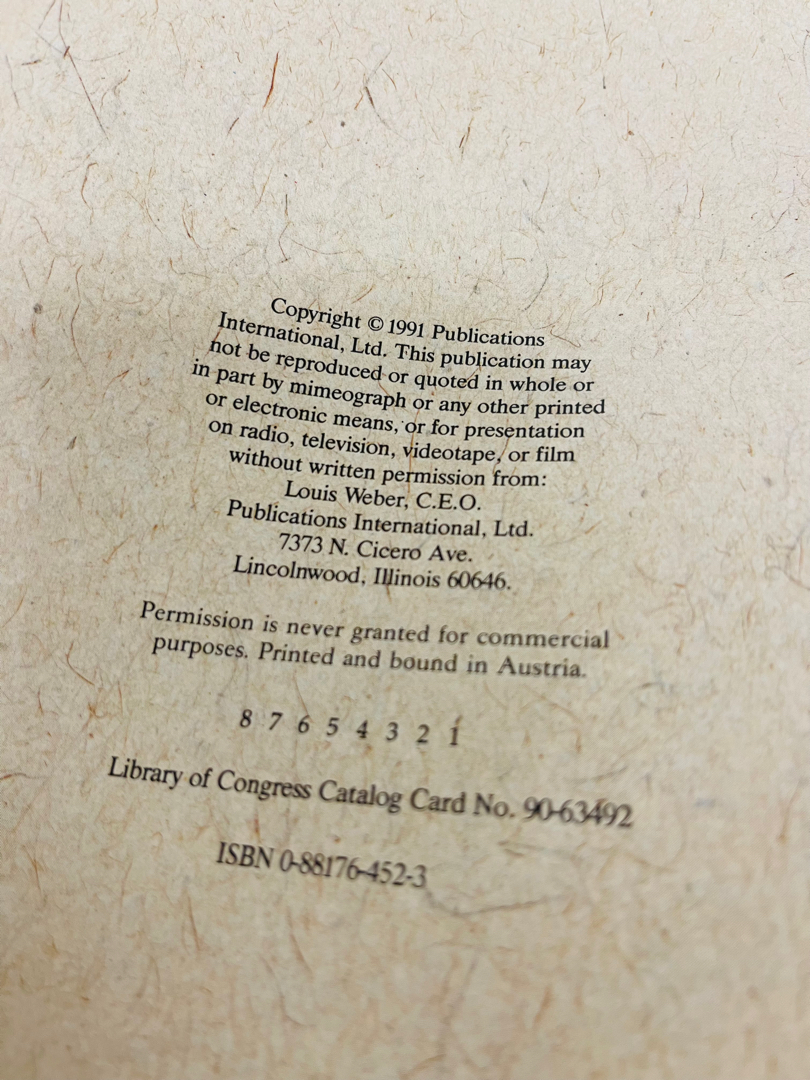 Copyright © 1991 Publications
International, Ltd. This publication may
not be reproduced or quoted in whole or
in part by mimeograph or any other printed
or electronic means, or for presentation
on radio, television, videotape, or film
without written permission from:
Louis Weber, C.E.O.
Publications International, Ltd.
7373 N. Cicero Ave.
Lincolnwood, Illinois 60646.
Permission is never granted for commercial
purposes. Printed and bound in Austria.
8 7 6 5 4 3 2 1
Library of Congress Catalog Card No. 90-63492
ISBN 0-88176-452-3